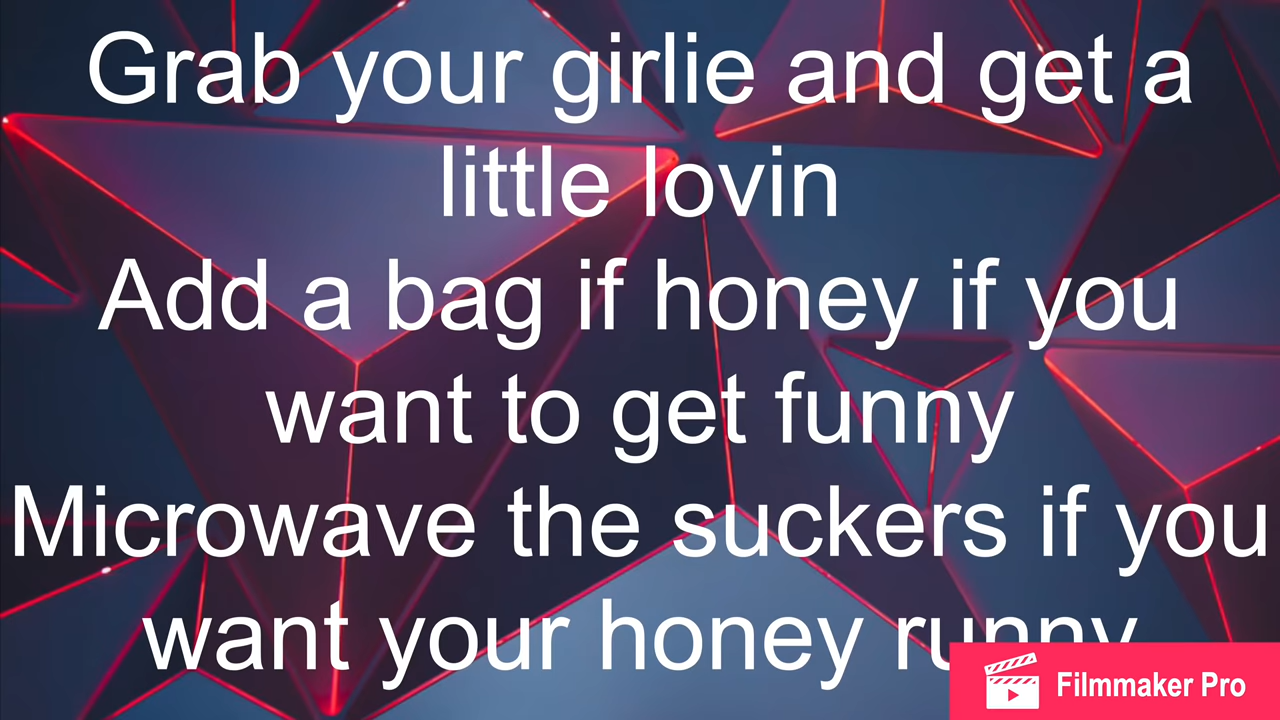 Grab your girlie and get a
little lovin
Add a bag if honey if you
want to get funny
Microwave the suckers if you
want your honey runny
Filmmaker Pro